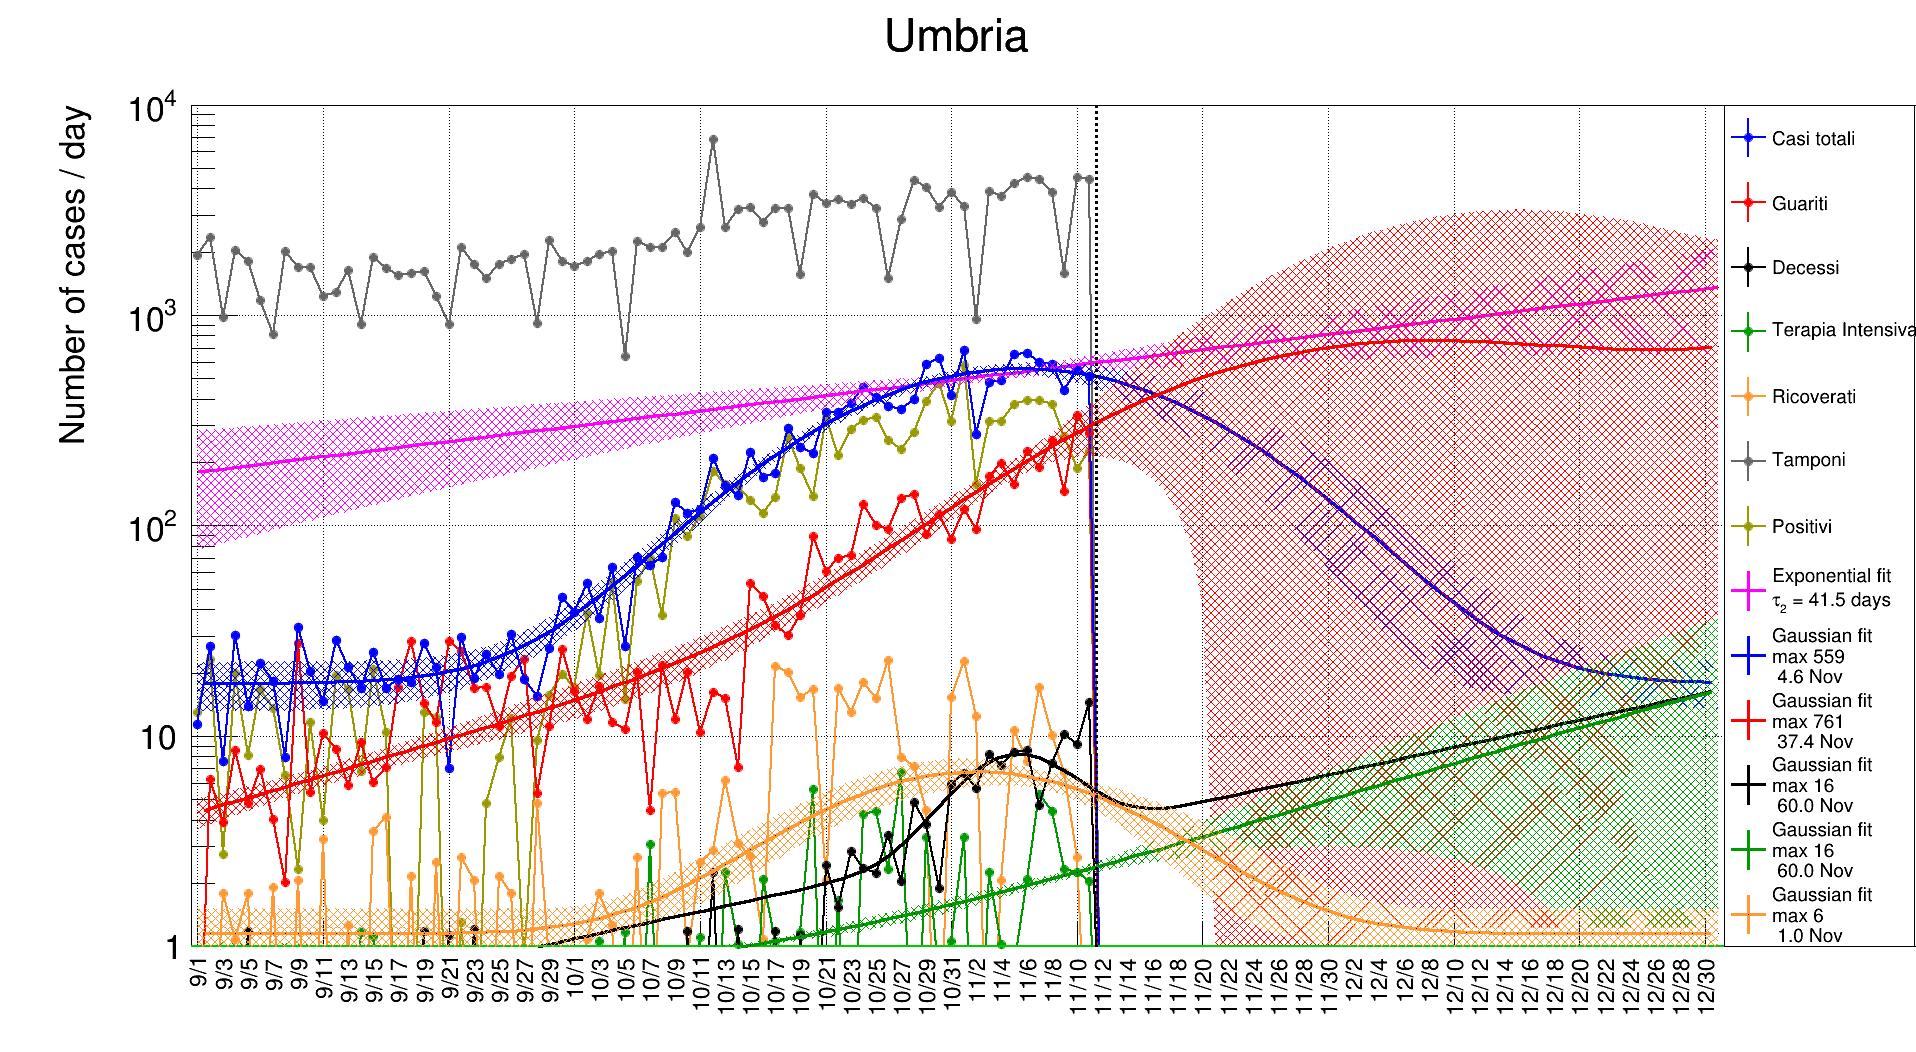 Umbria
Number of cases / day
10^4
10^3
10^2
10
1
9/1 9/3 9/5 9/7 9/9 9/11 9/13 9/15 9/17 9/19 9/21 9/23 9/25 9/27 9/29 10/1 10/3 10/5 10/7 10/9 10/11 10/13 10/15 10/17 10/19 10/21 10/23 10/25 10/27 10/29 10/31 11/2 11/4 11/6 11/8 11/10 11/12 11/14 11/16 11/18 11/20 11/22 11/24 11/26 11/28 11/30 12/2 12/4 12/6 12/8 12/10 12/12 12/14 12/16 12/18 12/20 12/22 12/24 12/26 12/28 12/30
Casi totali
Guariti
Decessi
Terapia Intensiva
Ricoverati
Tamponi
Positivi
Exponential fit
τ₂ = 41.5 days
Gaussian fit
max 559
4.6 Nov
Gaussian fit
max 761
37.4 Nov
Gaussian fit
max 16
60.0 Nov
Gaussian fit
max 16
60.0 Nov
Gaussian fit
max 6
1.0 Nov